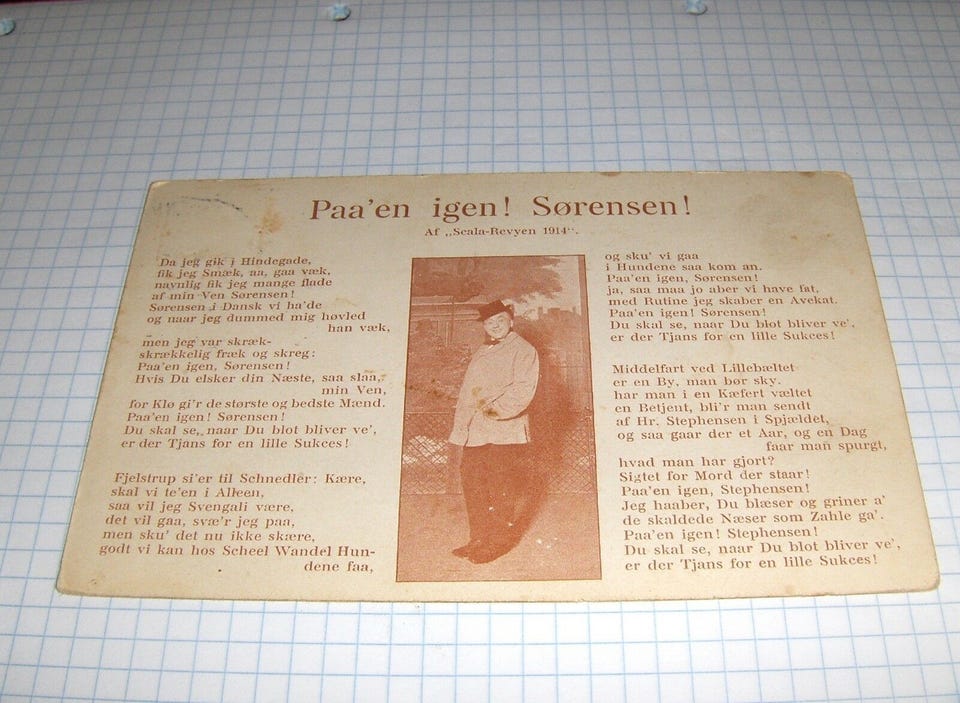 Paa'en igen! Sørensen!
Af „Scala-Revyen 1914“.
Da jeg gik i Hindegade,
fik jeg Smæk, aa, gaa væk,
navnlig fik jeg mange flade
af min Ven Sørensen!
Sørensen i Dansk vi ha'de
og naar jeg dummed mig høvled
han væk,
men jeg var skræk-
skrækkelig fræk og skreg:
Paa'en igen, Sørensen!
Hvis Du elsker din Næste, saa slaa,
min Ven,
for Klø gi'r de største og bedste Mænd.
Paa'en igen! Sørensen!
Du skal se, naar Du blot bliver ve',
er der Tjans for en lille Sukces!
Fjelstrup si'er til Schnedler: Kære,
skal vi te'en i Alleen,
saa vil jeg Svengali være,
det vil gaa, svæ'r jeg paa,
men sku' det nu ikke skære,
godt vi kan hos Scheel Wandel Hun-
dene faa,
og sku' vi gaa
i Hundene saa kom an.
Paa'en igen, Sørensen!
ja, saa maa jo aber vi have fat,
med Rutine jeg skaber en Avekat.
Paa'en igen! Sørensen!
Du skal se, naar Du blot bliver ve',
er der Tjans for en lille Sukces!
Middelfart ved Lillebælt
er en By, man bør sky.
har man i en Kæfert væltet
en Betjent, bli'r man sendt
af Hr. Stephensen i Spjældet,
og saa gaar der et Aar, og en Dag
faar man spurgt,
hvad man har gjort?
Sigtet for Mord der staar!
Paa'en igen, Stephensen!
Jeg haaber, Du blæser og griner a'
de skaldede Næser som Zahle ga'.
Paa'en igen! Stephensen!
Du skal se, naar Du blot bliver ve',
er der Tjans for en lille Sukces!